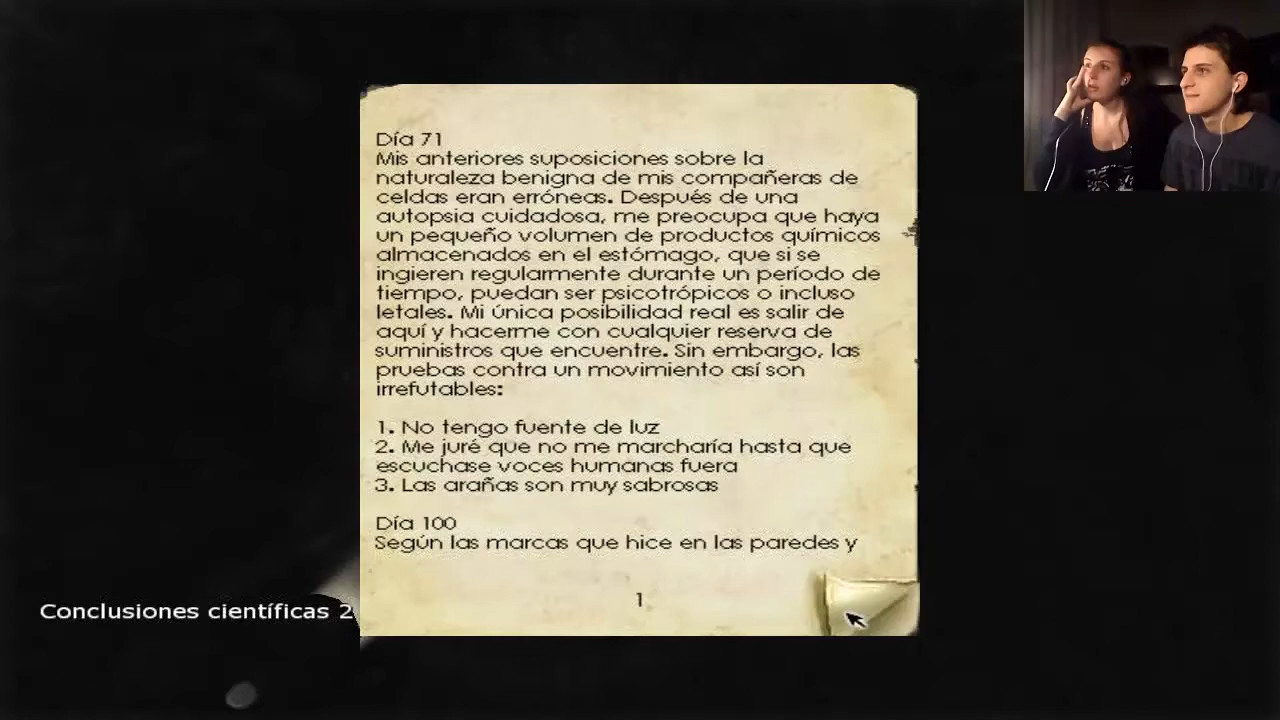 Día 71
Mis anteriores suposiciones sobre la
naturaleza benigna de mis compañeras de
celdas eran erróneas. Después de una
autopsia cuidadosa, me preocupa que haya
un pequeño volumen de productos químicos
almacenados en el estómago, que si se
ingieren regularmente durante un período de
tiempo, puedan ser psicotrópicos o incluso
letales. Mi única posibilidad real es salir de
aquí y hacerme con cualquier reserva de
suministros que encuentre. Sin embargo, las
pruebas contra un movimiento así son
irrefutables:
1. No tengo fuente de luz
2. Me juré que no me marcharía hasta que
escuchase voces humanas fuera
3. Las arañas son muy sabrosas
Día 100
Según las marcas que hice en las paredes y
1
Conclusiones científicas 2